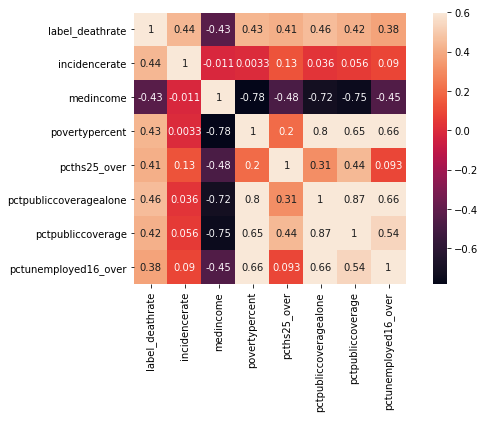 label_deathrate 1 0.44 -0.43 0.43 0.41 0.46 0.42 0.38
incidencerate 0.44 1 -0.011 0.0033 0.13 0.036 0.056 0.09
medincome -0.43 -0.011 1 -0.78 -0.48 -0.72 -0.75 -0.45
povertypercent 0.43 0.0033 -0.78 1 0.2 0.8 0.65 0.66
pcths25_over 0.41 0.13 -0.48 0.2 1 0.31 0.44 0.093
pctpubliccoveragealone 0.46 0.036 -0.72 0.8 0.31 1 0.87 0.66
pctpubliccoverage 0.42 0.056 -0.75 0.65 0.44 0.87 1 0.54
pctunemployed16_over 0.38 0.09 -0.45 0.66 0.093 0.66 0.54 1
label_deathrate
incidencerate
medincome
povertypercent
pcths25_over
pctpubliccoveragealone
pctpubliccoverage
pctunemployed16_over
0.6
0.4
0.2
0.0
−0.2
−0.4
−0.6